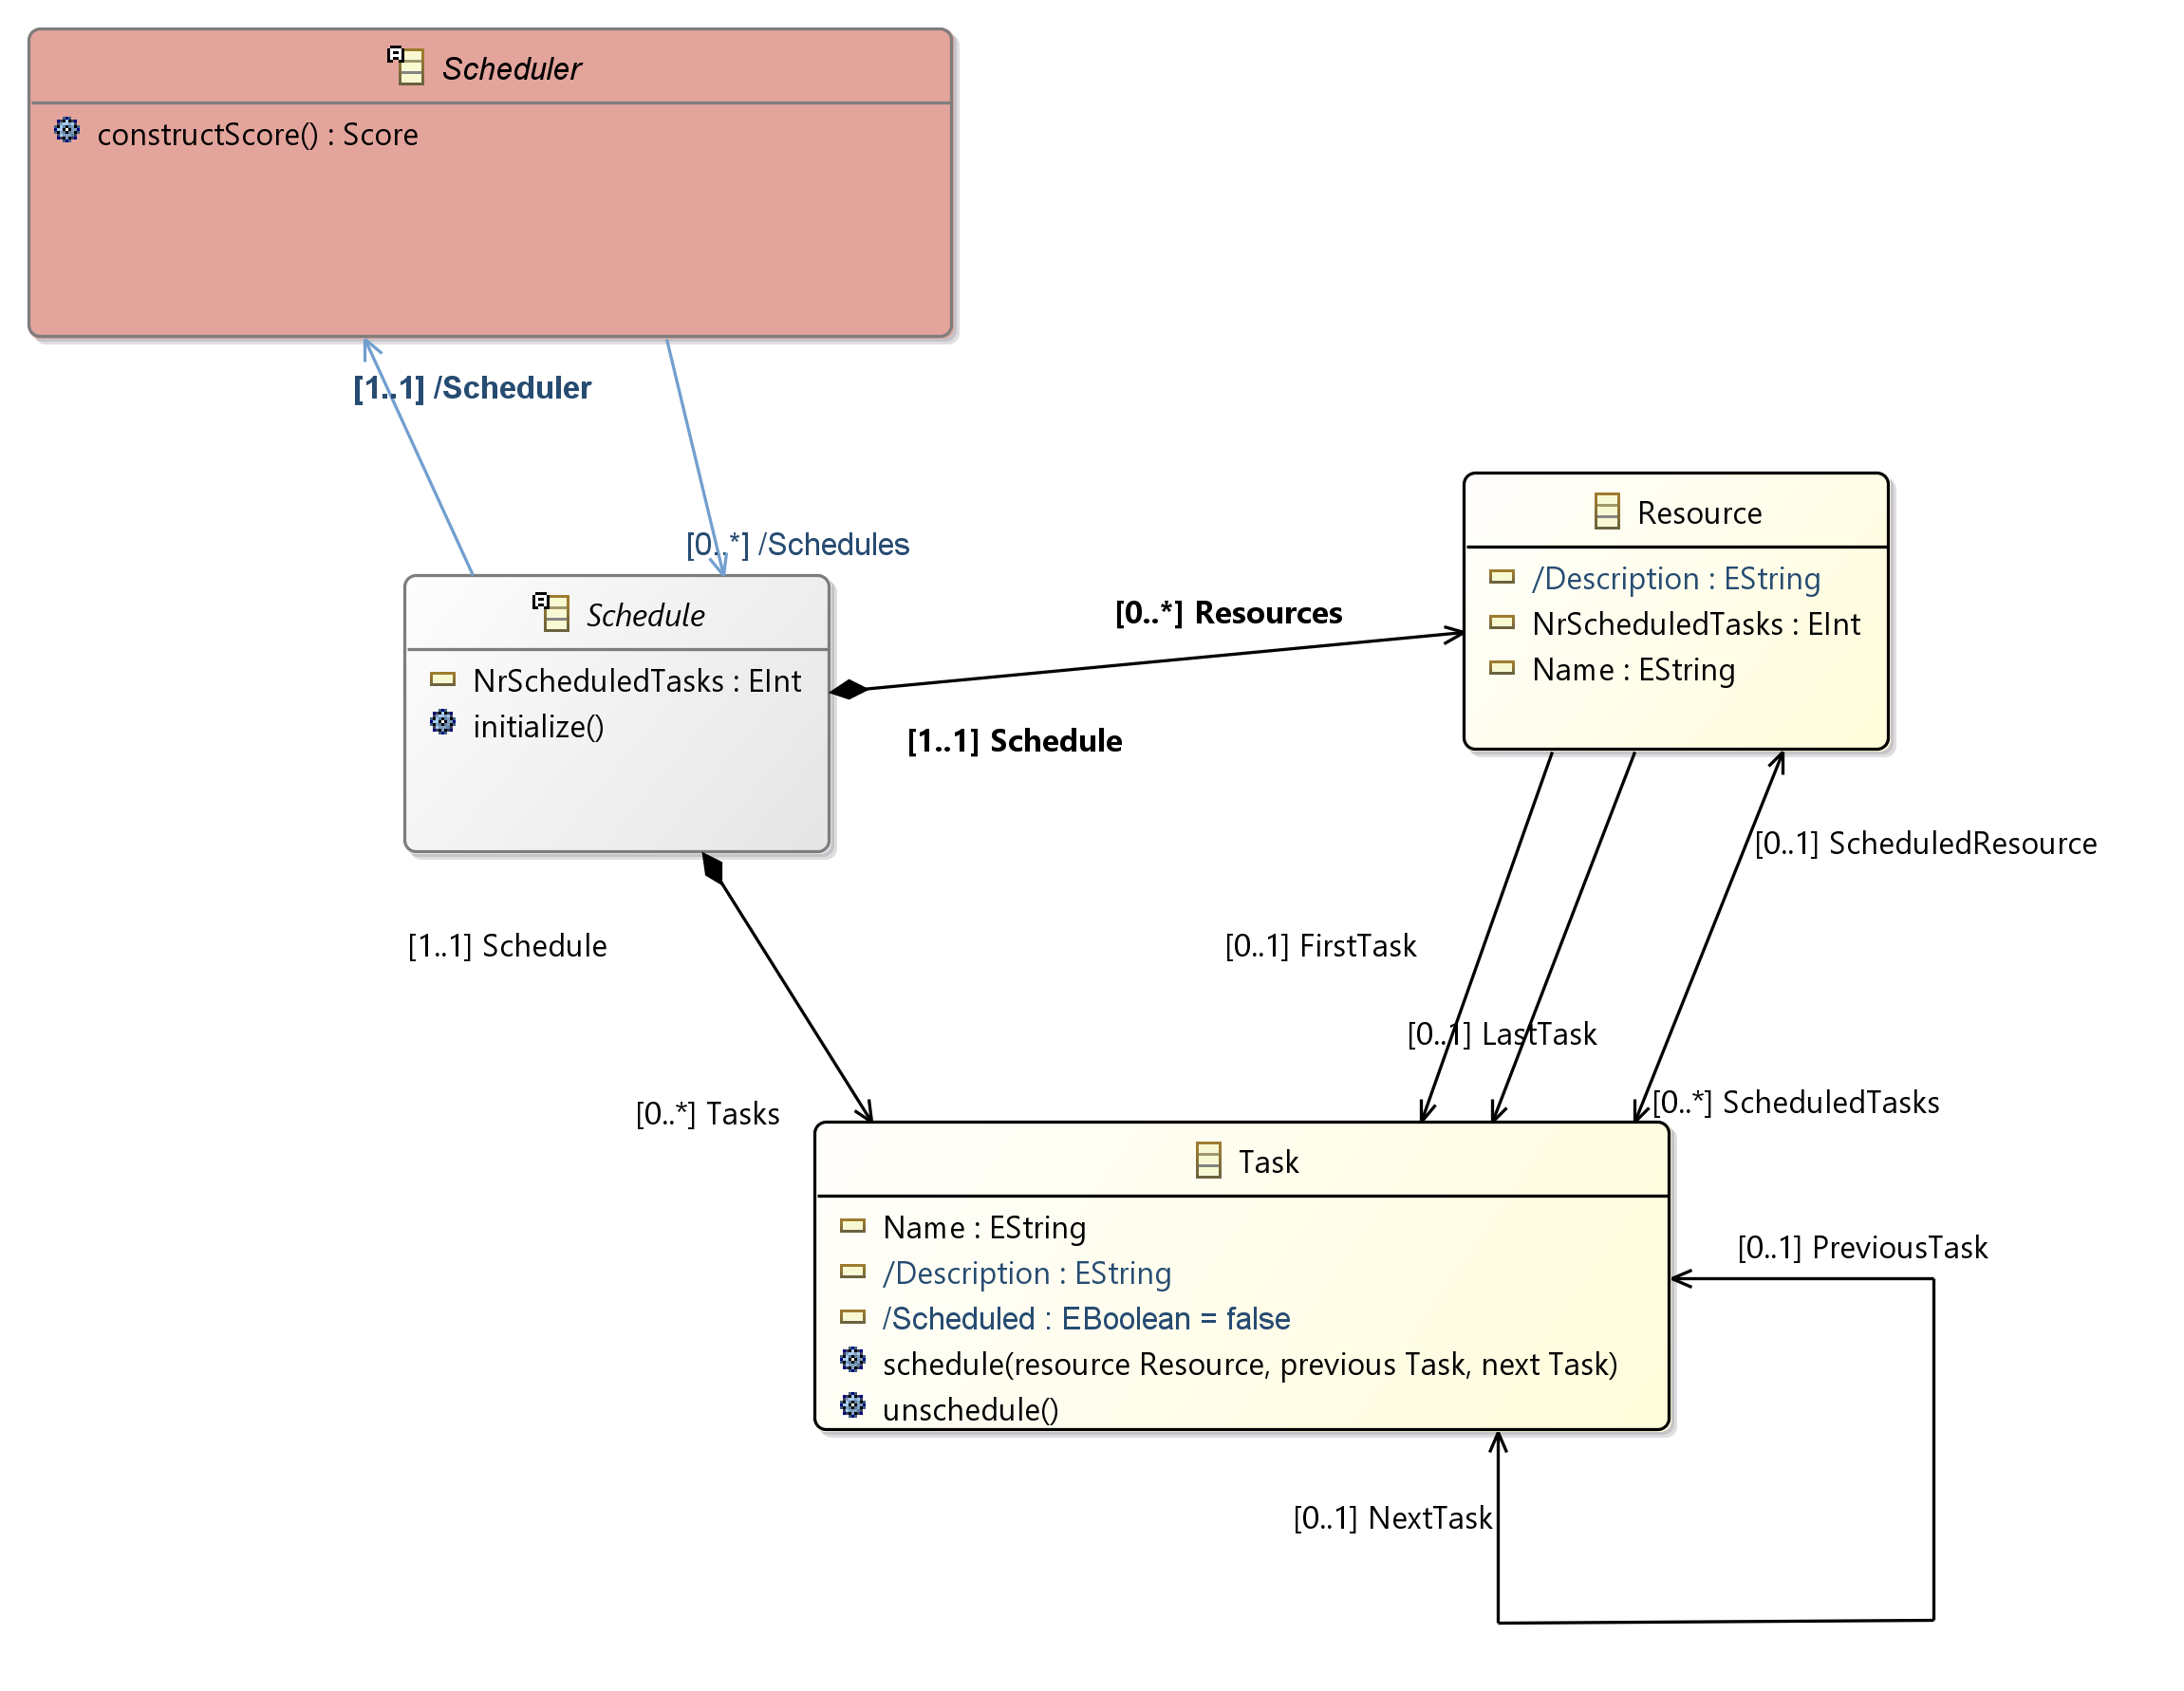 Scheduler
constructScore() : Score
[1..1] /Scheduler
[0..*] /Schedules
Schedule
NrScheduledTasks : EInt
initialize()
[0..*] Resources
[1..1] Schedule
Resource
/Description : EString
NrScheduledTasks : EInt
Name : EString
[0..1] ScheduledResource
[1..1] Schedule
[0..1] FirstTask
[0..1] LastTask
[0..*] Tasks
[0..*] ScheduledTasks
Task
Name : EString
/Description : EString
/Scheduled : EBoolean = false
schedule(resource Resource, previous Task, next Task)
unschedule()
[0..1] PreviousTask
[0..1] NextTask